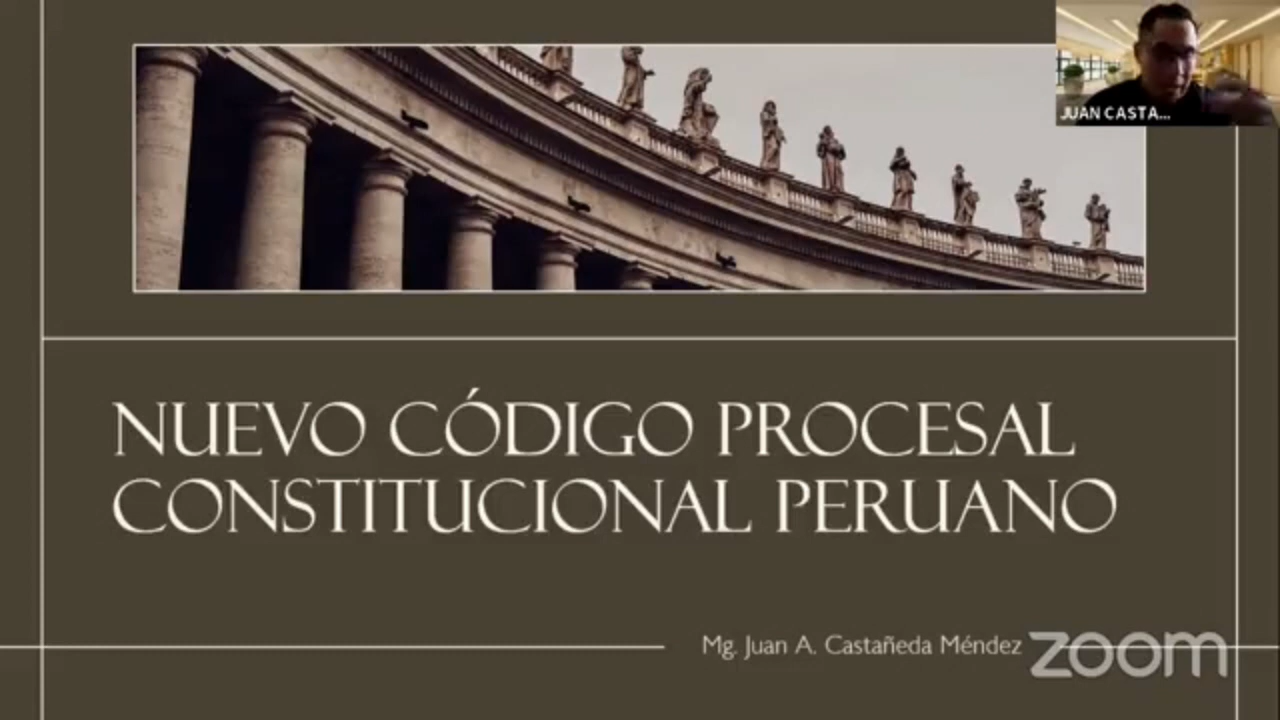 JUAN CASTA...
NUEVO CÓDIGO PROCESAL
CONSTITUCIONAL PERUANO
Mg. Juan A. Castañeda Méndez
zoom